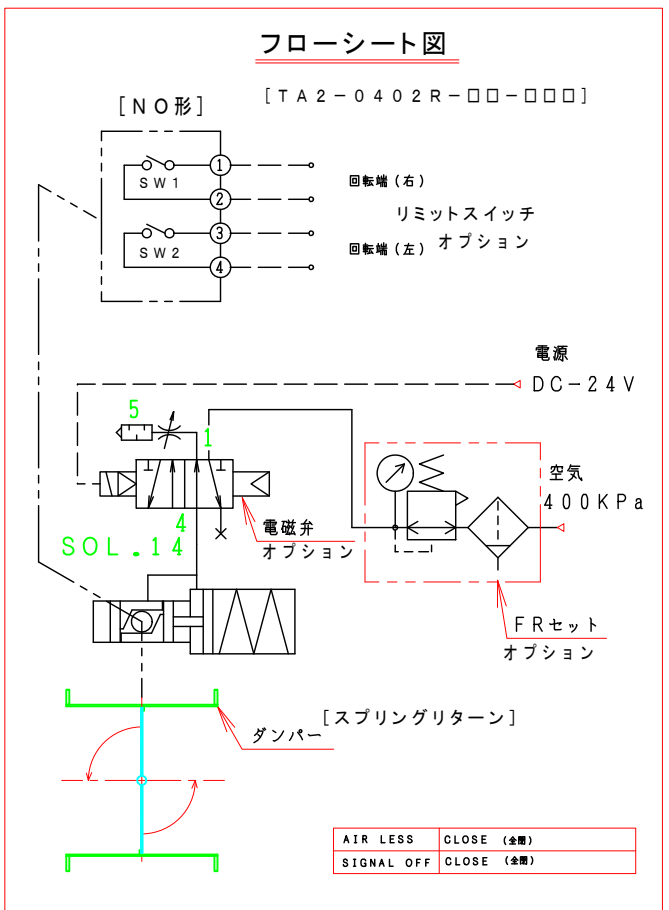 フローシート図
[NO形]
[TA2-0402R-□□-□□□]
1
SW1
2
回転端(右)
3
SW2
4
回転端(左)
リミットスイッチ
オプション
電源
DC-24V
5
1
空気
400KPa
4
SOL.14
電磁弁
オプション
FRセット
オプション
[スプリングリターン]
ダンパー
AIR LESS CLOSE (全閉)
SIGNAL OFF CLOSE (全閉)